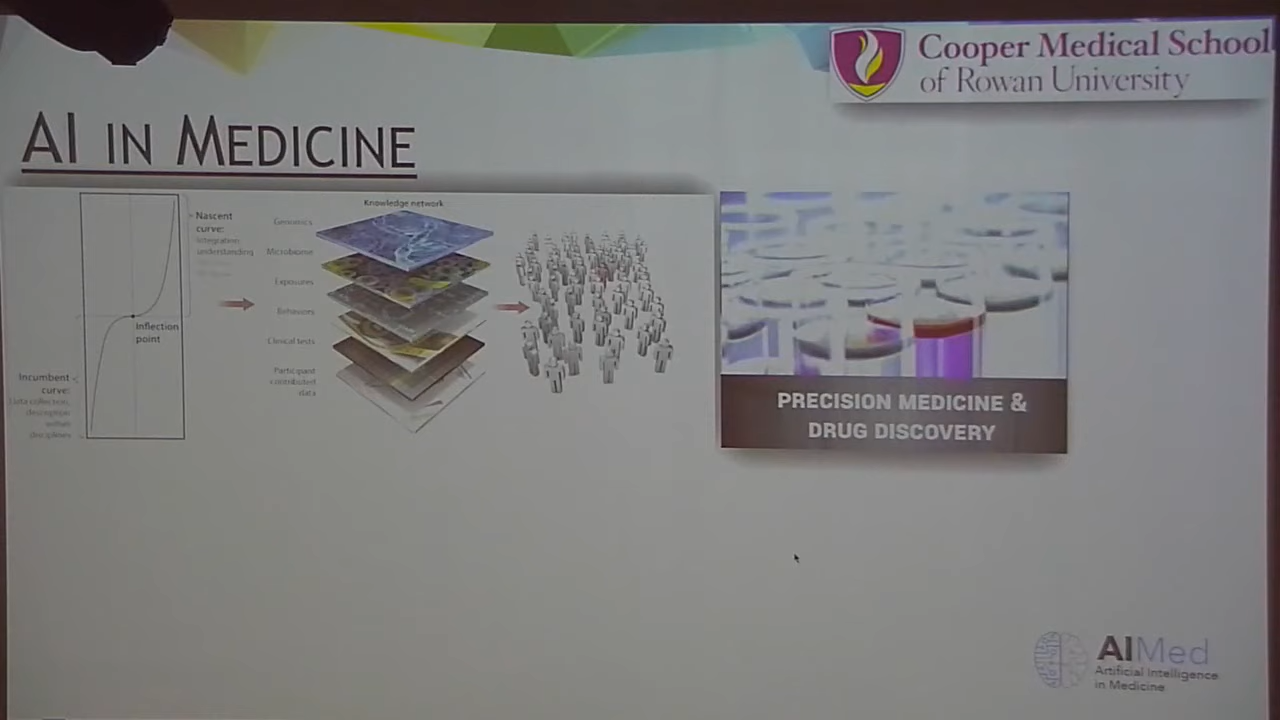 Cooper Medical School
of Rowan University
AI IN MEDICINE
Nascent
curve:
Integration,
understanding
Inflection
point
Incumbent
curve:
Data collection,
description
within
disciplines
Knowledge network
Genomics
Microbiome
Exposures
Behaviors
Clinical tests
Participant
contributed
data
PRECISION MEDICINE &
DRUG DISCOVERY
AIMed
Artificial Intelligence
in Medicine